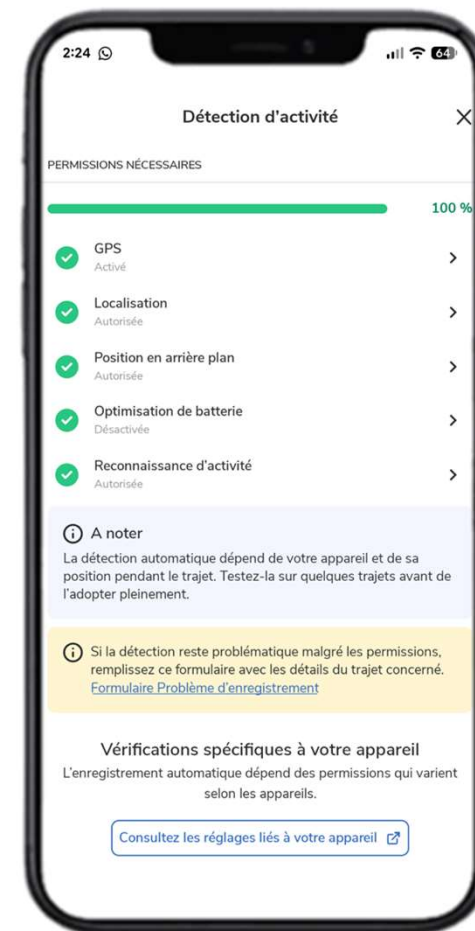 2:24
64
Détection d'activité
PERMISSIONS NÉCESSAIRES
100 %
GPS
Activé
Localisation
Autorisée
Position en arrière plan
Autorisée
Optimisation de batterie
Désactivée
Reconnaissance d'activité
Autorisée
A noter
La détection automatique dépend de votre appareil et de sa
position pendant le trajet. Testez-la sur quelques trajets avant de
l'adopter pleinement.
Si la détection reste problématique malgré les permissions,
remplissez ce formulaire avec les détails du trajet concerné.
Formulaire Problème d'enregistrement
Vérifications spécifiques à votre appareil
L'enregistrement automatique dépend des permissions qui varient
selon les appareils.
Consultez les réglages liés à votre appareil